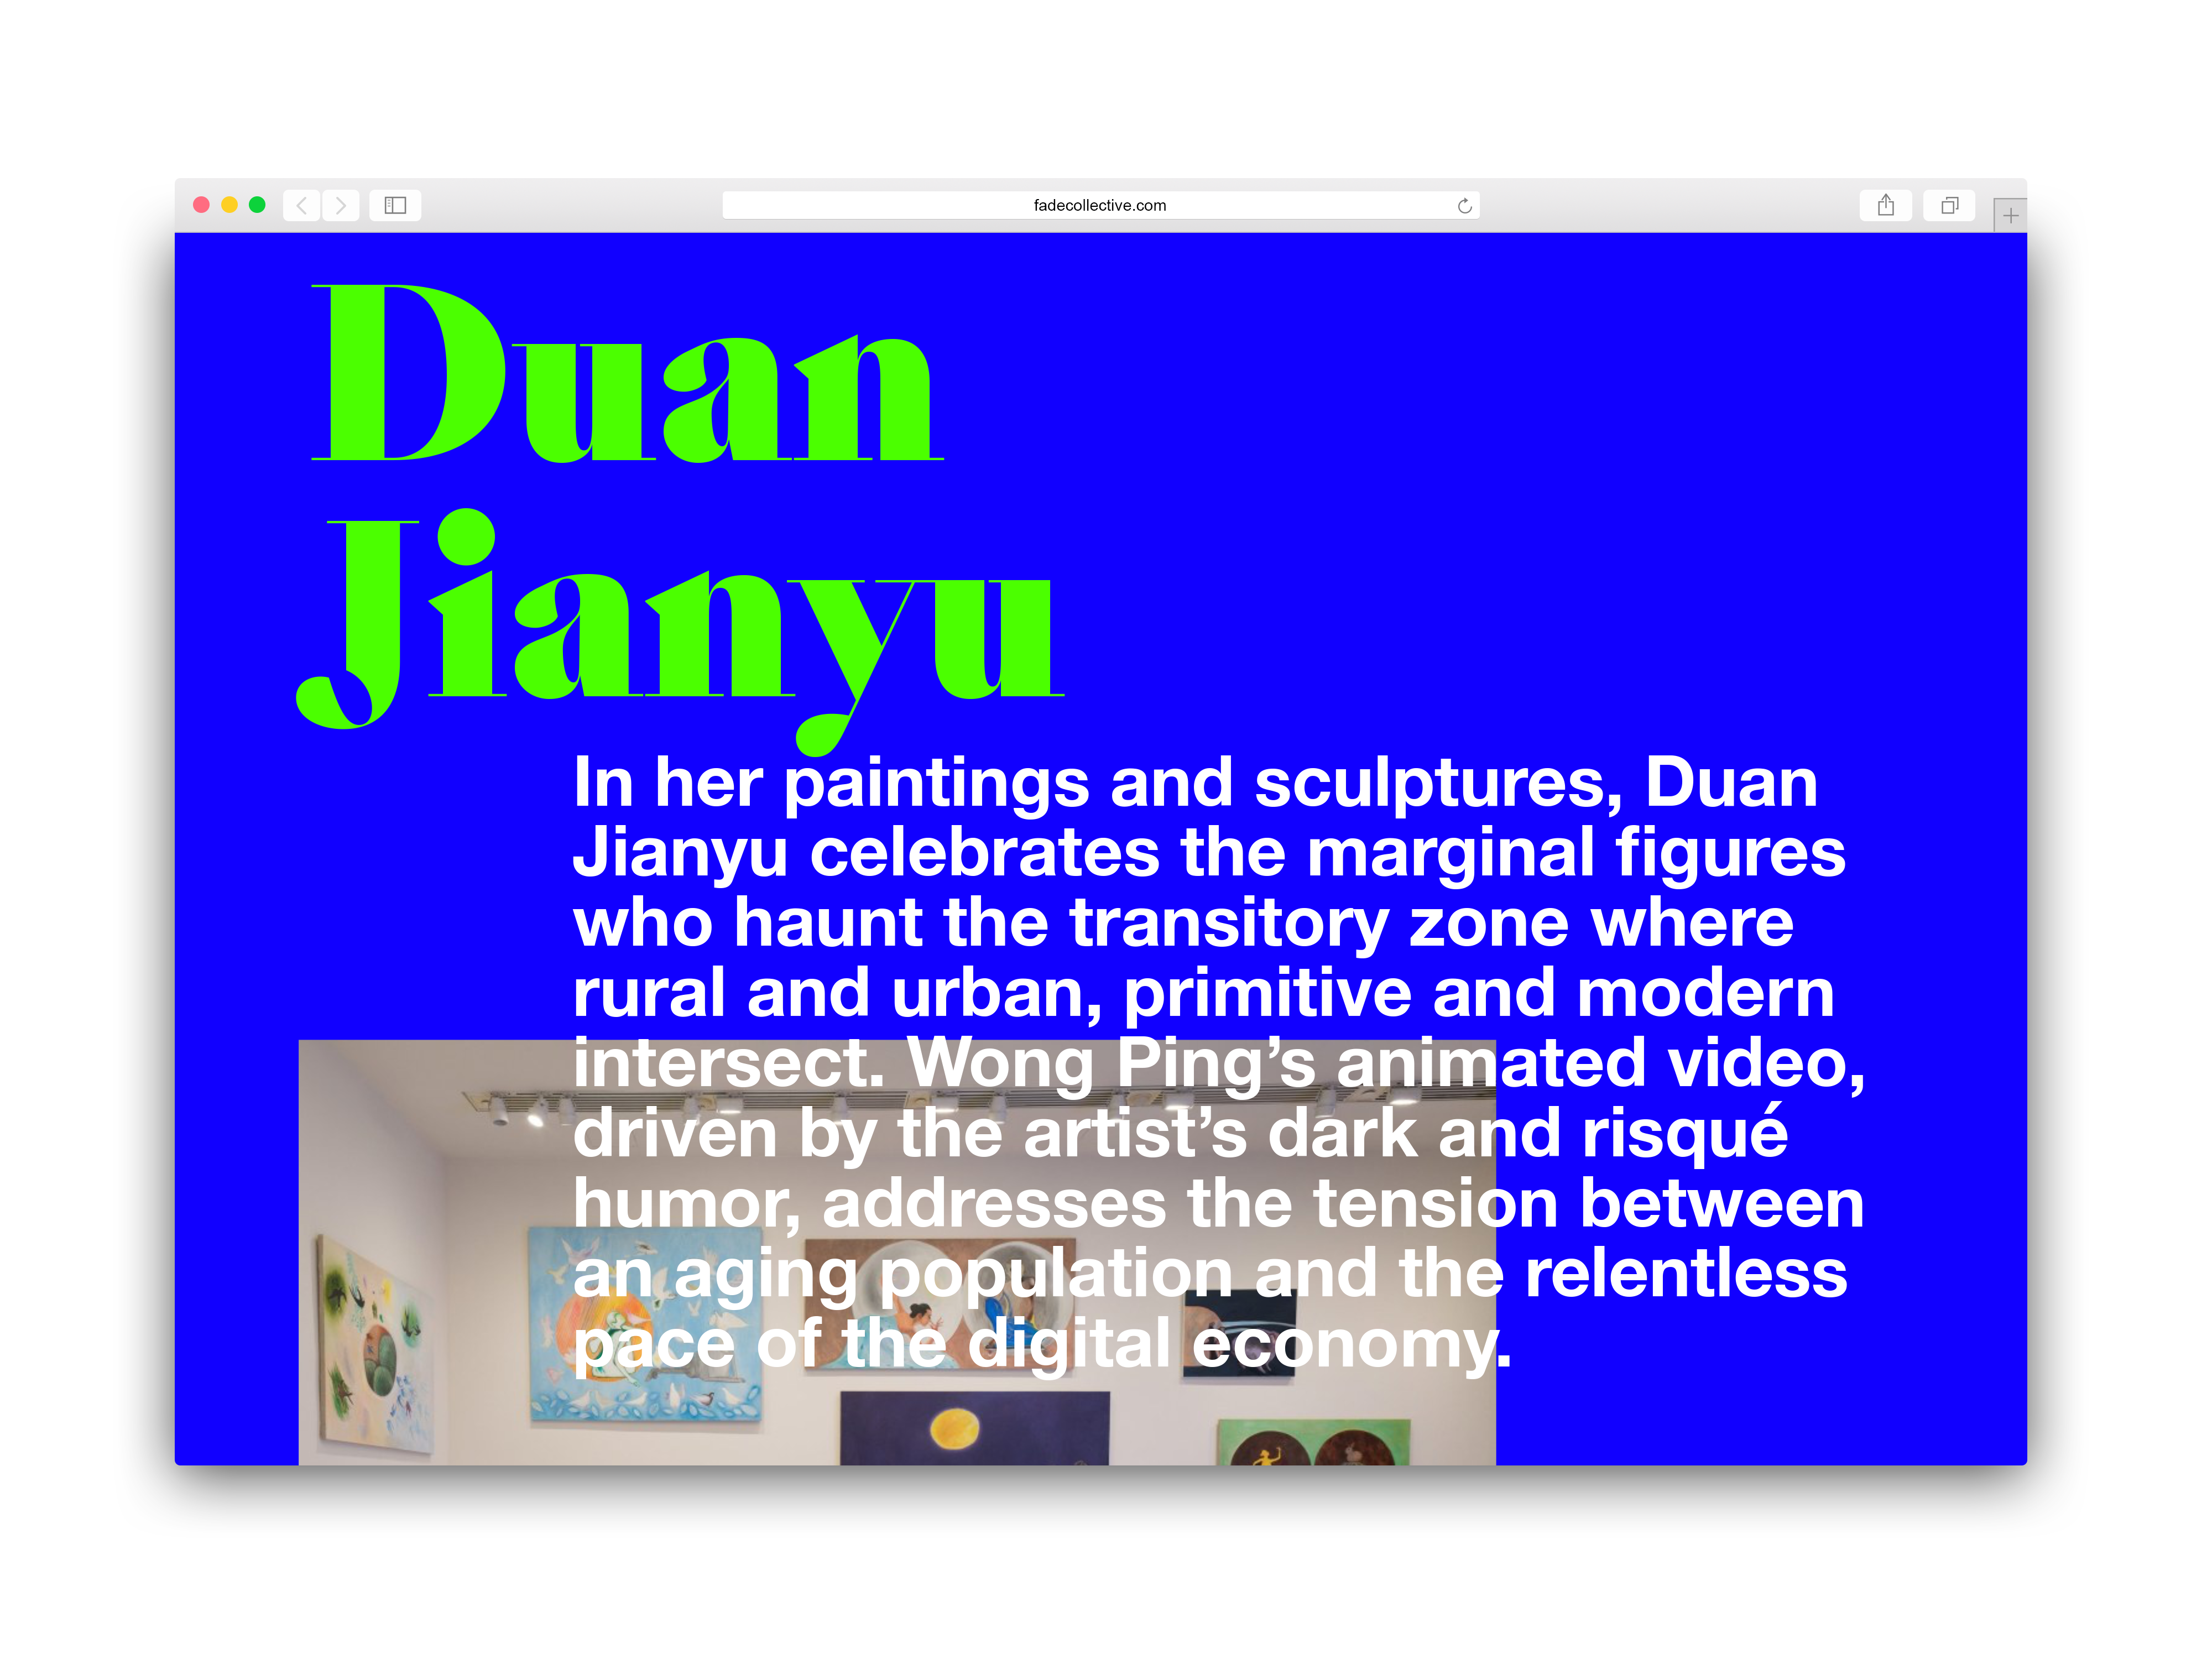 fadecollective.com
Duan
Jianyu
In her paintings and sculptures, Duan
Jianyu celebrates the marginal figures
who haunt the transitory zone where
rural and urban, primitive and modern
intersect. Wong Ping’s animated video,
driven by the artist’s dark and risqué
humor, addresses the tension between
an aging population and the relentless
pace of the digital economy.